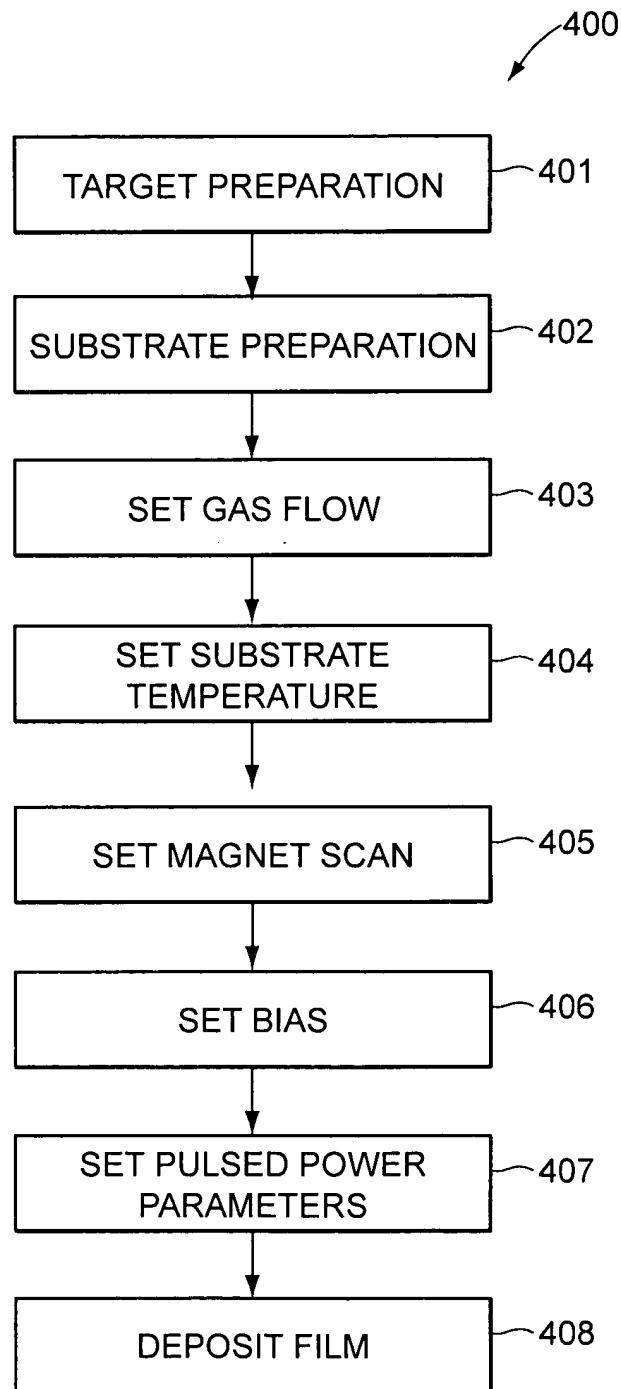 400
TARGET PREPARATION
401
SUBSTRATE PREPARATION
402
SET GAS FLOW
403
SET SUBSTRATE
TEMPERATURE
404
SET MAGNET SCAN
405
SET BIAS
406
SET PULSED POWER
PARAMETERS
407
DEPOSIT FILM
408